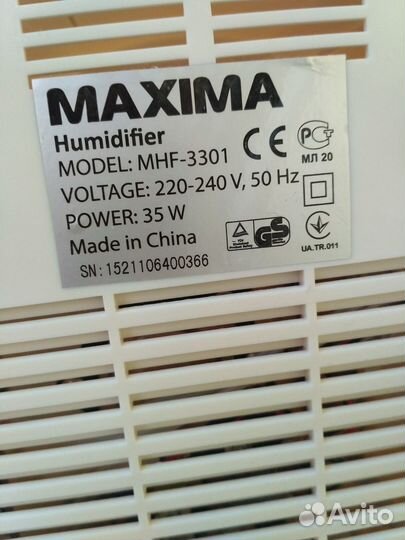 MAXIMA
Humidifier
MODEL: MHF-3301
VOLTAGE: 220-240 V, 50 Hz
POWER: 35 W
Made in China
SN: 1521106400366
CE
РСТ
МЛ 20
GS
UA.TR.011
Avito